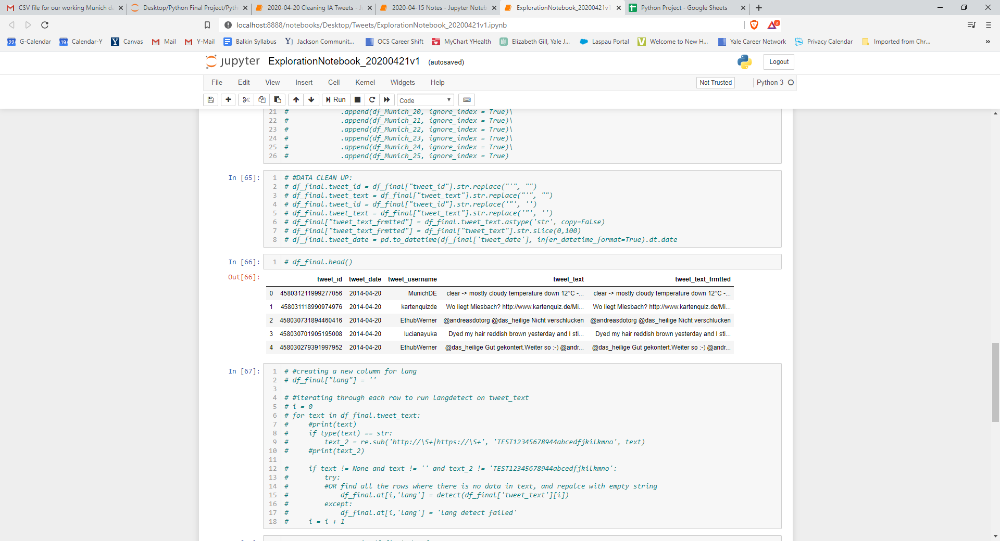 CSV file for our working Munich da
Desktop/Python Final Project/Pyth
2020-04-20 Cleaning IA Tweets - J
2020-04-15 Notes - Jupyter Noteb
ExplorationNotebook_20200421v1
Python Project - Google Sheets
localhost:8888/notebooks/Desktop/Tweets/ExplorationNotebook_20200421v1.ipynb
2
22 G-Calendar
19 Calendar-Y
Y Canvas
Mail
Y-Mail
Balkin Syllabus
YJ Jackson Communit...
OCS Career Shift
MyChart YHealth
Elizabeth Gill, Yale J...
Laspau Portal
Welcome to New H...
Yale Career Network
Privacy Calendar
Imported from Chr...
»
jupyter ExplorationNotebook_20200421v1 (autosaved)
Logout
File Edit View Insert Cell Kernel Widgets Help
Not Trusted
Python 3
Run
Code
21 # .append(df_Munich_20, ignore_index = True)\
22 # .append(df_Munich_21, ignore_index = True)\
23 # .append(df_Munich_22, ignore_index = True)\
24 # .append(df_Munich_23, ignore_index = True)\
25 # .append(df_Munich_24, ignore_index = True)\
26 # .append(df_Munich_25, ignore_index = True)
In [65]:
1 # #DATA CLEAN UP:
2 # df_final.tweet_id = df_final["tweet_id"].str.replace("'", "")
3 # df_final.tweet_text = df_final["tweet_text"].str.replace("'", "")
4 # df_final.tweet_id = df_final["tweet_id"].str.replace('"', '')
5 # df_final.tweet_text = df_final["tweet_text"].str.replace('"', '')
6 # df_final["tweet_text_frmtted"] = df_final.tweet_text.astype('str', copy=False)
7 # df_final["tweet_text_frmtted"] = df_final["tweet_text"].str.slice(0,100)
8 # df_final.tweet_date = pd.to_datetime(df_final['tweet_date'], infer_datetime_format=True).dt.date
In [66]:
1 # df_final.head()
Out[66]:
tweet_id tweet_date tweet_username tweet_text tweet_text_frmtted
0 458031211999277056 2014-04-20 MunichDE clear -> mostly cloudy temperature down 12°C -... clear -> mostly cloudy temperature down 12°C -...
1 458031118990974976 2014-04-20 kartenquizde Wo liegt Miesbach? http://www.kartenquiz.de/Mi... Wo liegt Miesbach? http://www.kartenquiz.de/Mi...
2 458030731894460416 2014-04-20 EthubWerner @andreasdotorg @das_heilige Nicht verschlucken @andreasdotorg @das_heilige Nicht verschlucken
3 458030701905195008 2014-04-20 lucianayuka Dyed my hair reddish brown yesterday and I sti... Dyed my hair reddish brown yesterday and I sti...
4 458030279391997952 2014-04-20 EthubWerner @das_heilige Gut gekontert.Weiter so :-) @andr... @das_heilige Gut gekontert.Weiter so :-) @andr...
In [67]:
1 # #creating a new column for lang
2 # df_final["lang"] = ''
3
4 # #iterating through each row to run langdetect on tweet_text
5 # i = 0
6 # for text in df_final.tweet_text:
7 # #print(text)
8 # if type(text) == str:
9 # text_2 = re.sub('http://\S+|https://\S+', 'TEST12345678944abcedfjkilkmno', text)
10 # #print(text_2)
11
12 # if text != None and text != '' and text_2 != 'TEST12345678944abcedfjkilkmno':
13 # try:
14 # #OR find all the rows where there is no data in text, and repalce with empty string
15 # df_final.at[i,'lang'] = detect(df_final['tweet_text'][i])
16 # except:
17 # df_final.at[i,'lang'] = 'lang detect failed'
18 # i = i + 1